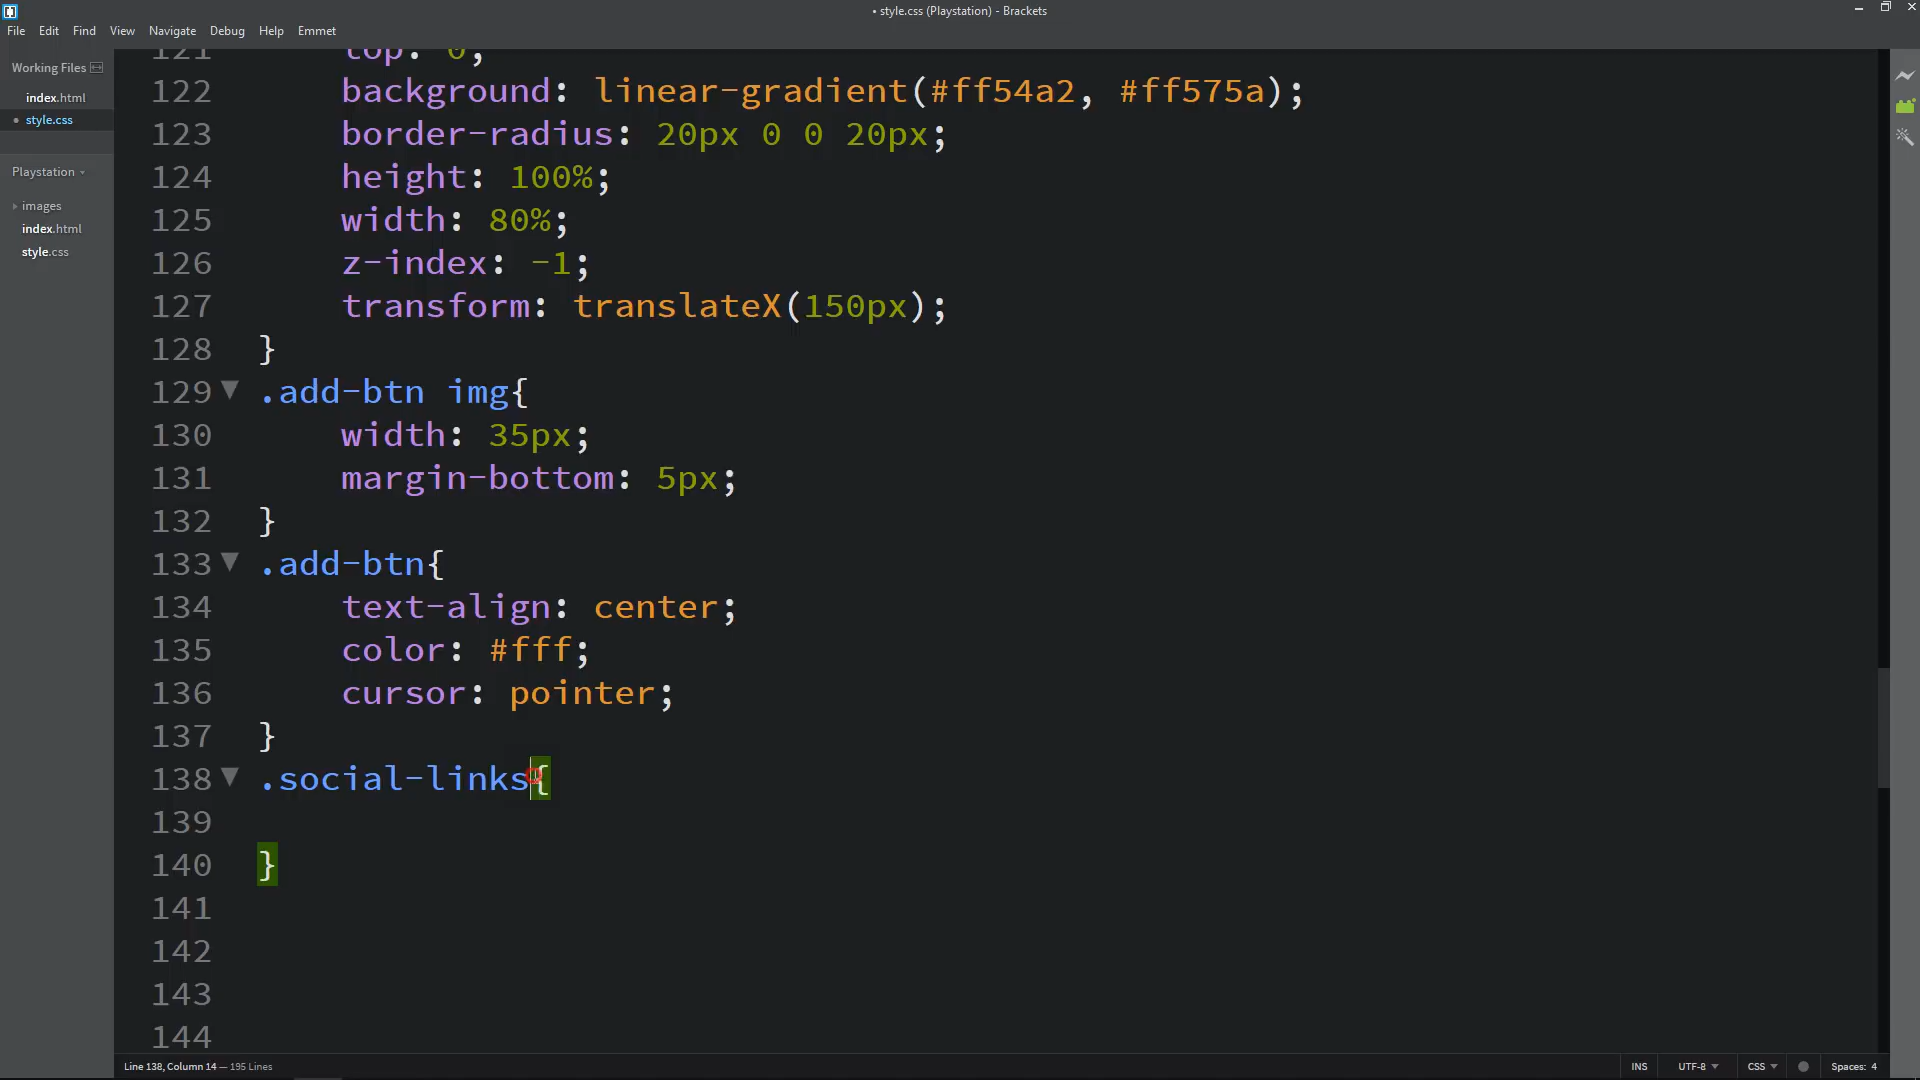 • style.css (Playstation) - Brackets
File Edit Find View Navigate Debug Help Emmet
Working Files
index.html
• style.css
Playstation
images
index.html
style.css
121 top: 0;
122 background: linear-gradient(#ff54a2, #ff575a);
123 border-radius: 20px 0 0 20px;
124 height: 100%;
125 width: 80%;
126 z-index: -1;
127 transform: translateX(150px);
128 }
129 .add-btn img{
130 width: 35px;
131 margin-bottom: 5px;
132 }
133 .add-btn{
134 text-align: center;
135 color: #fff;
136 cursor: pointer;
137 }
138 .social-links{
139
140 }
141
142
143
144
Line 138, Column 14 — 195 Lines
INS UTF-8 CSS Spaces: 4